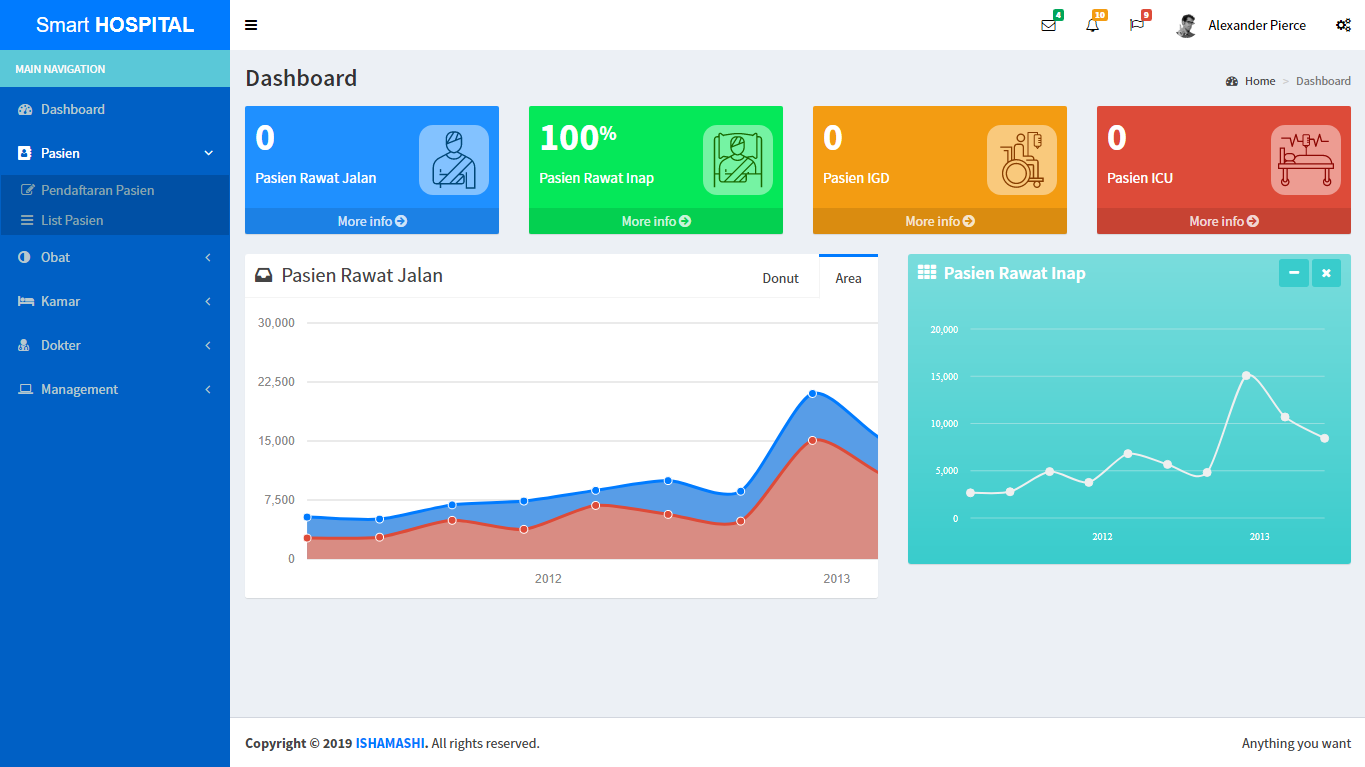 Smart HOSPITAL
4
10
9
Alexander Pierce
MAIN NAVIGATION
Dashboard
Pasien
Pendaftaran Pasien
List Pasien
Obat
Kamar
Dokter
Management
Dashboard
Home > Dashboard
0
Pasien Rawat Jalan
More info
100%
Pasien Rawat Inap
More info
0
Pasien IGD
More info
0
Pasien ICU
More info
Pasien Rawat Jalan
Donut
Area
30,000
22,500
15,000
7,500
0
2012
2013
Pasien Rawat Inap
20,000
15,000
10,000
5,000
0
2012
2013
Copyright © 2019 ISHAMASHI. All rights reserved.
Anything you want